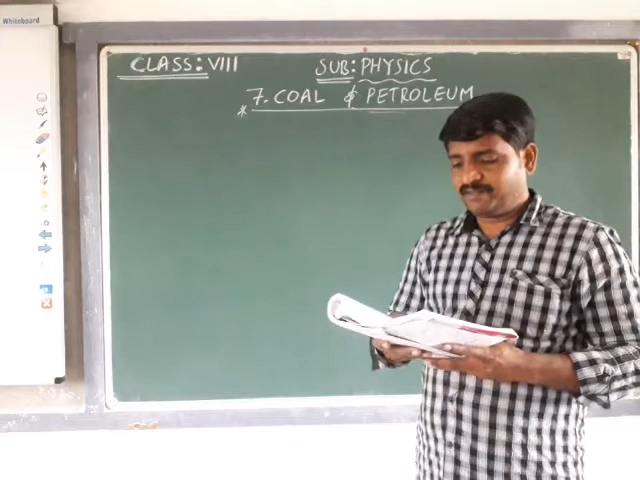 Whiteboard
CLASS: VIII
SUB: PHYSICS
* 7. COAL & PETROLEUM